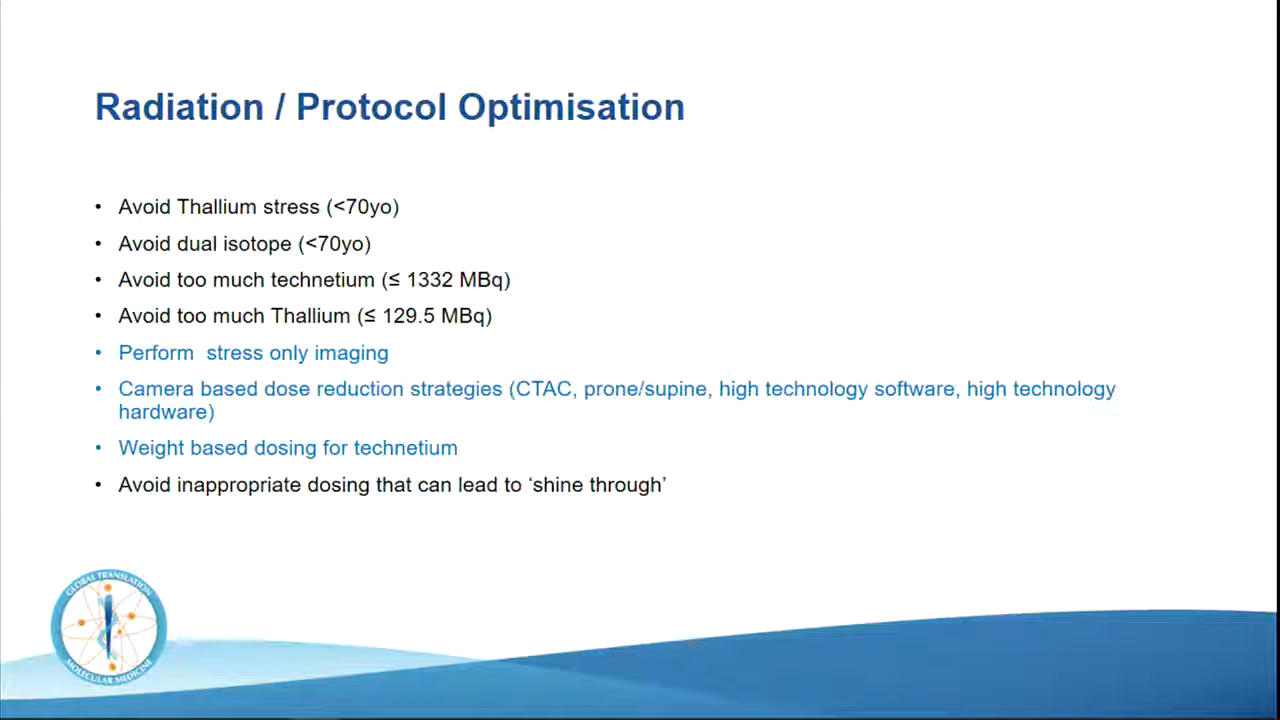 Radiation / Protocol Optimisation
• Avoid Thallium stress (<70yo)
• Avoid dual isotope (<70yo)
• Avoid too much technetium (≤ 1332 MBq)
• Avoid too much Thallium (≤ 129.5 MBq)
• Perform  stress only imaging
• Camera based dose reduction strategies (CTAC, prone/supine, high technology software, high technology
hardware)
• Weight based dosing for technetium
• Avoid inappropriate dosing that can lead to ‘shine through’
GLOBAL TRANSLATION
MOLECULAR MEDICINE